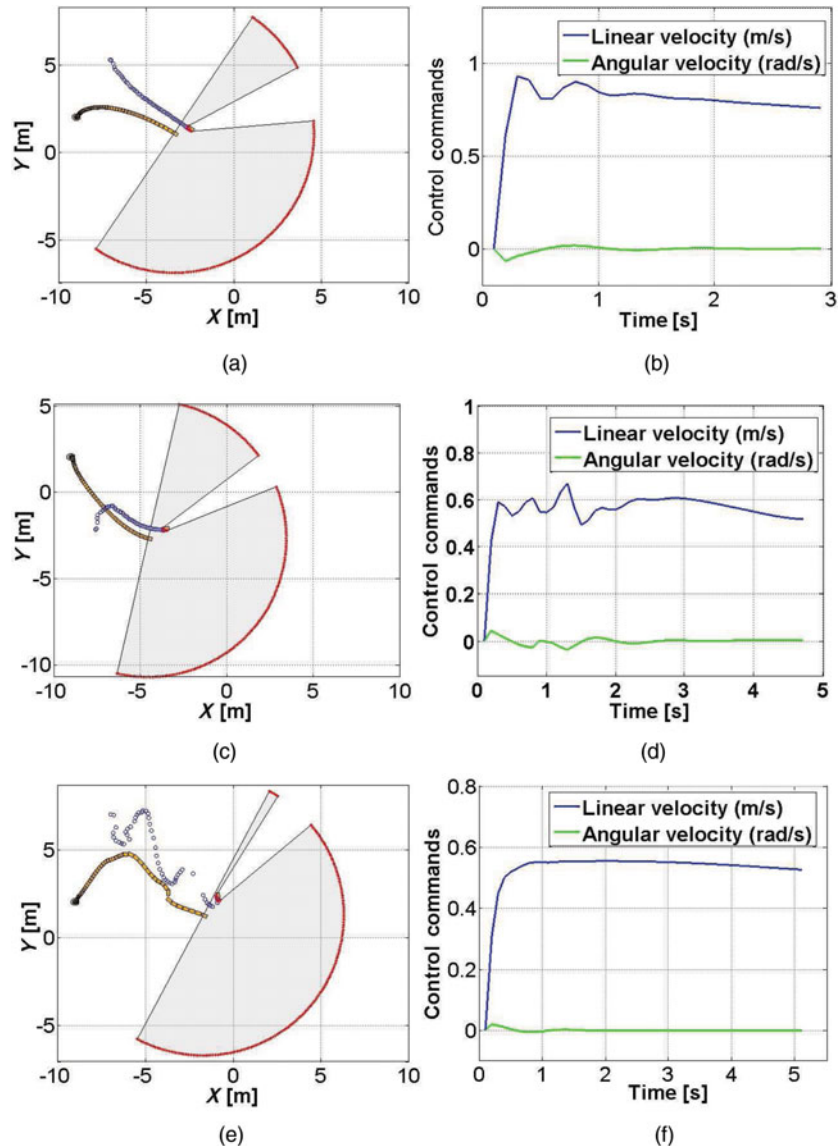 5
0
-5
Y [m]
-10 -5 0 5 10
X [m]
(a)
Linear velocity (m/s)
Angular velocity (rad/s)
1
0.5
0
Control commands
0 1 2 3
Time [s]
(b)
5
0
-5
-10
Y [m]
-10 -5 0 5 10
X [m]
(c)
Linear velocity (m/s)
Angular velocity (rad/s)
1
0.8
0.6
0.4
0.2
0
Control commands
0 1 2 3 4 5
Time [s]
(d)
5
0
-5
Y [m]
-10 -5 0 5 10
X [m]
(e)
Linear velocity (m/s)
Angular velocity (rad/s)
0.8
0.6
0.4
0.2
0
Control commands
0 1 2 3 4 5
Time [s]
(f)